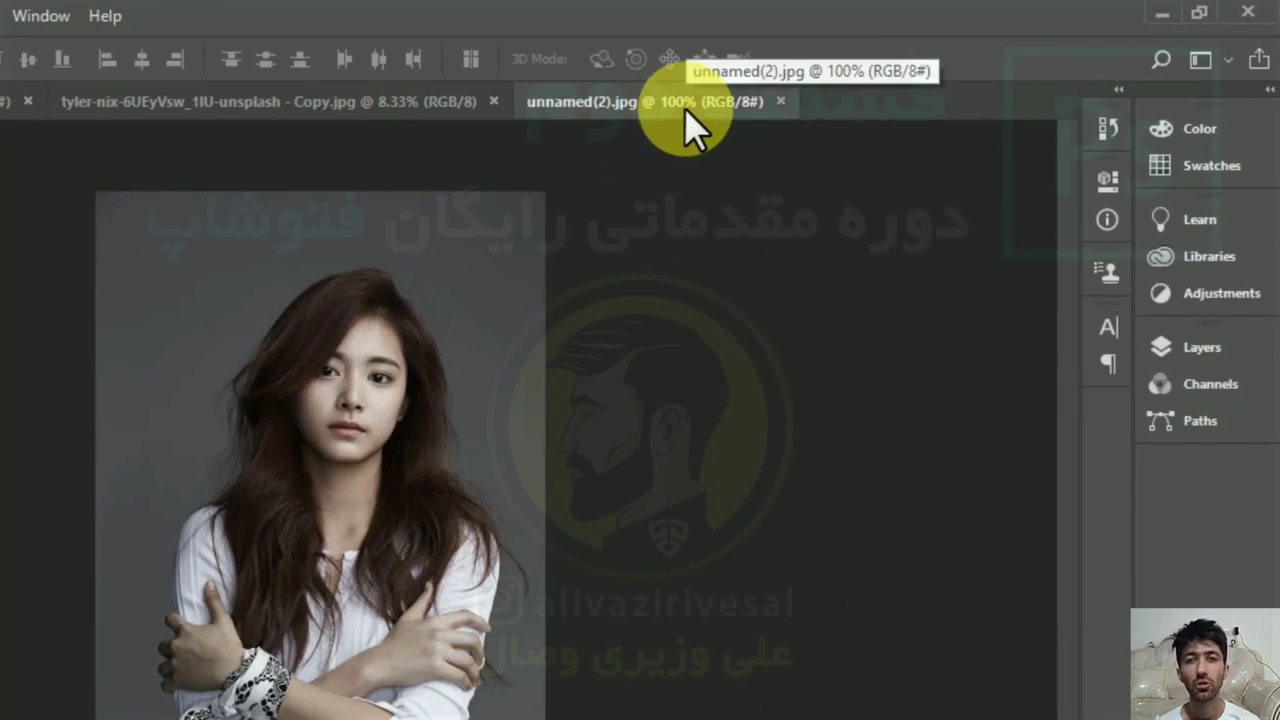 Window Help
3D Mode:
unnamed(2).jpg @ 100% (RGB/8#)
#) × tyler-nix-6UEyVsw_1IU-unsplash - Copy.jpg @ 8.33% (RGB/8) × unnamed(2).jpg @ 100% (RGB/8#) ×
دوره مقدماتی رایگان فتوشاپ
Color
Swatches
Learn
Libraries
Adjustments
Layers
Channels
Paths
alivazirivesal
علی وزیری وصال